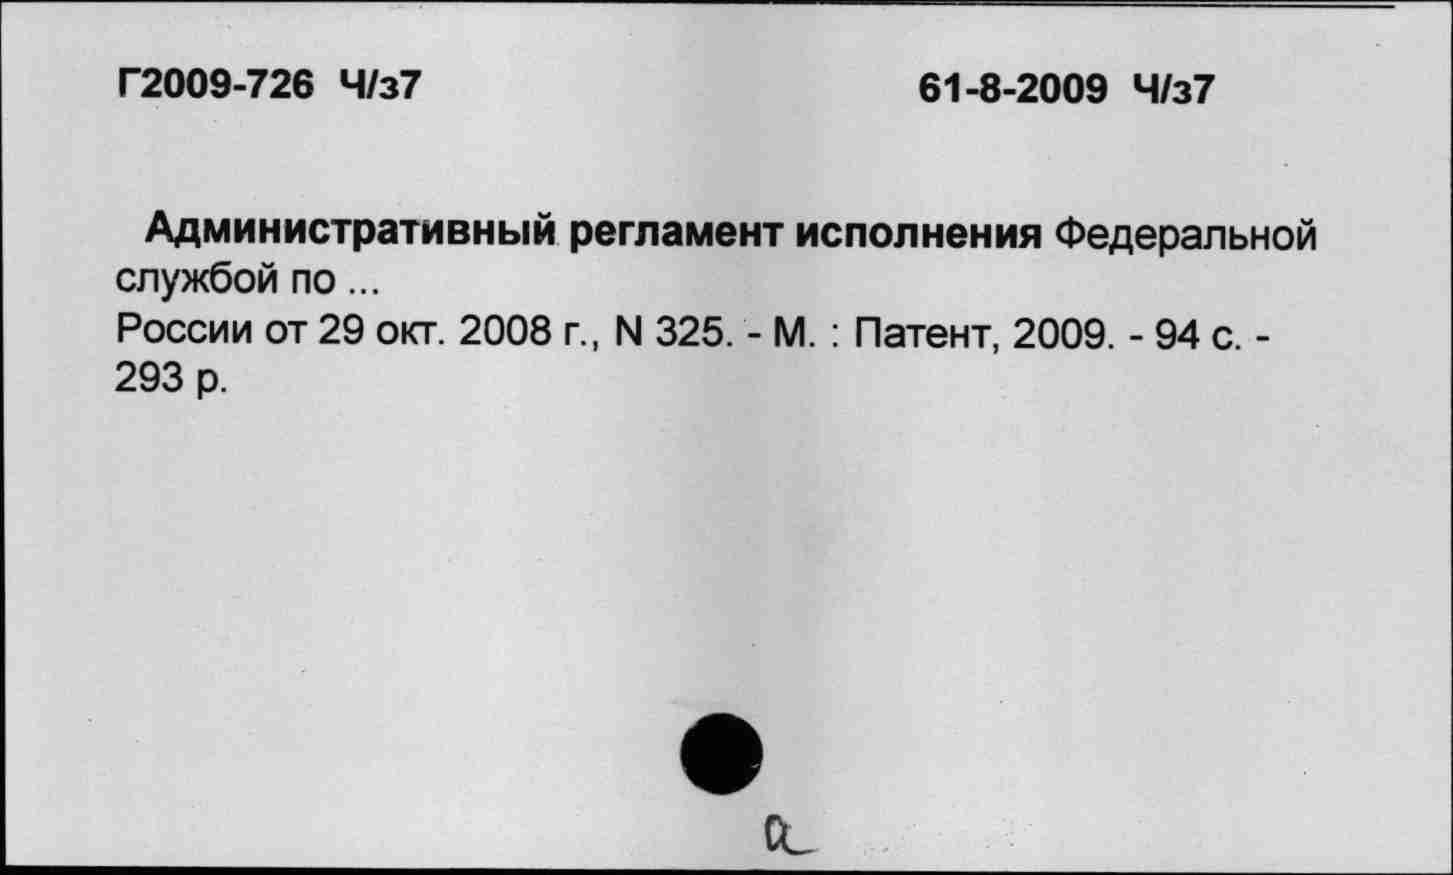 Г2009-726 Ч/з7 61-8-2009 Ч/з7
Административный регламент исполнения Федеральной
службой по ...
России от 29 окт. 2008 г., N 325. - М. : Патент, 2009. - 94 с. -
293 р.